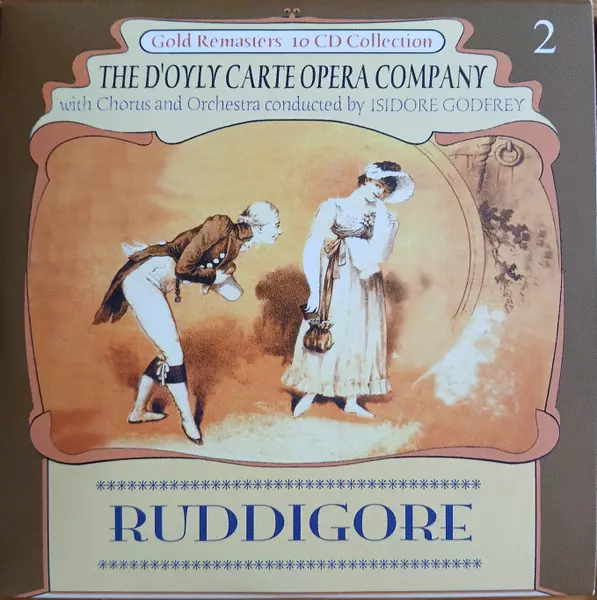 Gold Remasters 10 CD Collection
2
THE D'OYLY CARTE OPERA COMPANY
with Chorus and Orchestra conducted by ISIDORE GODFREY
RUDDIGORE